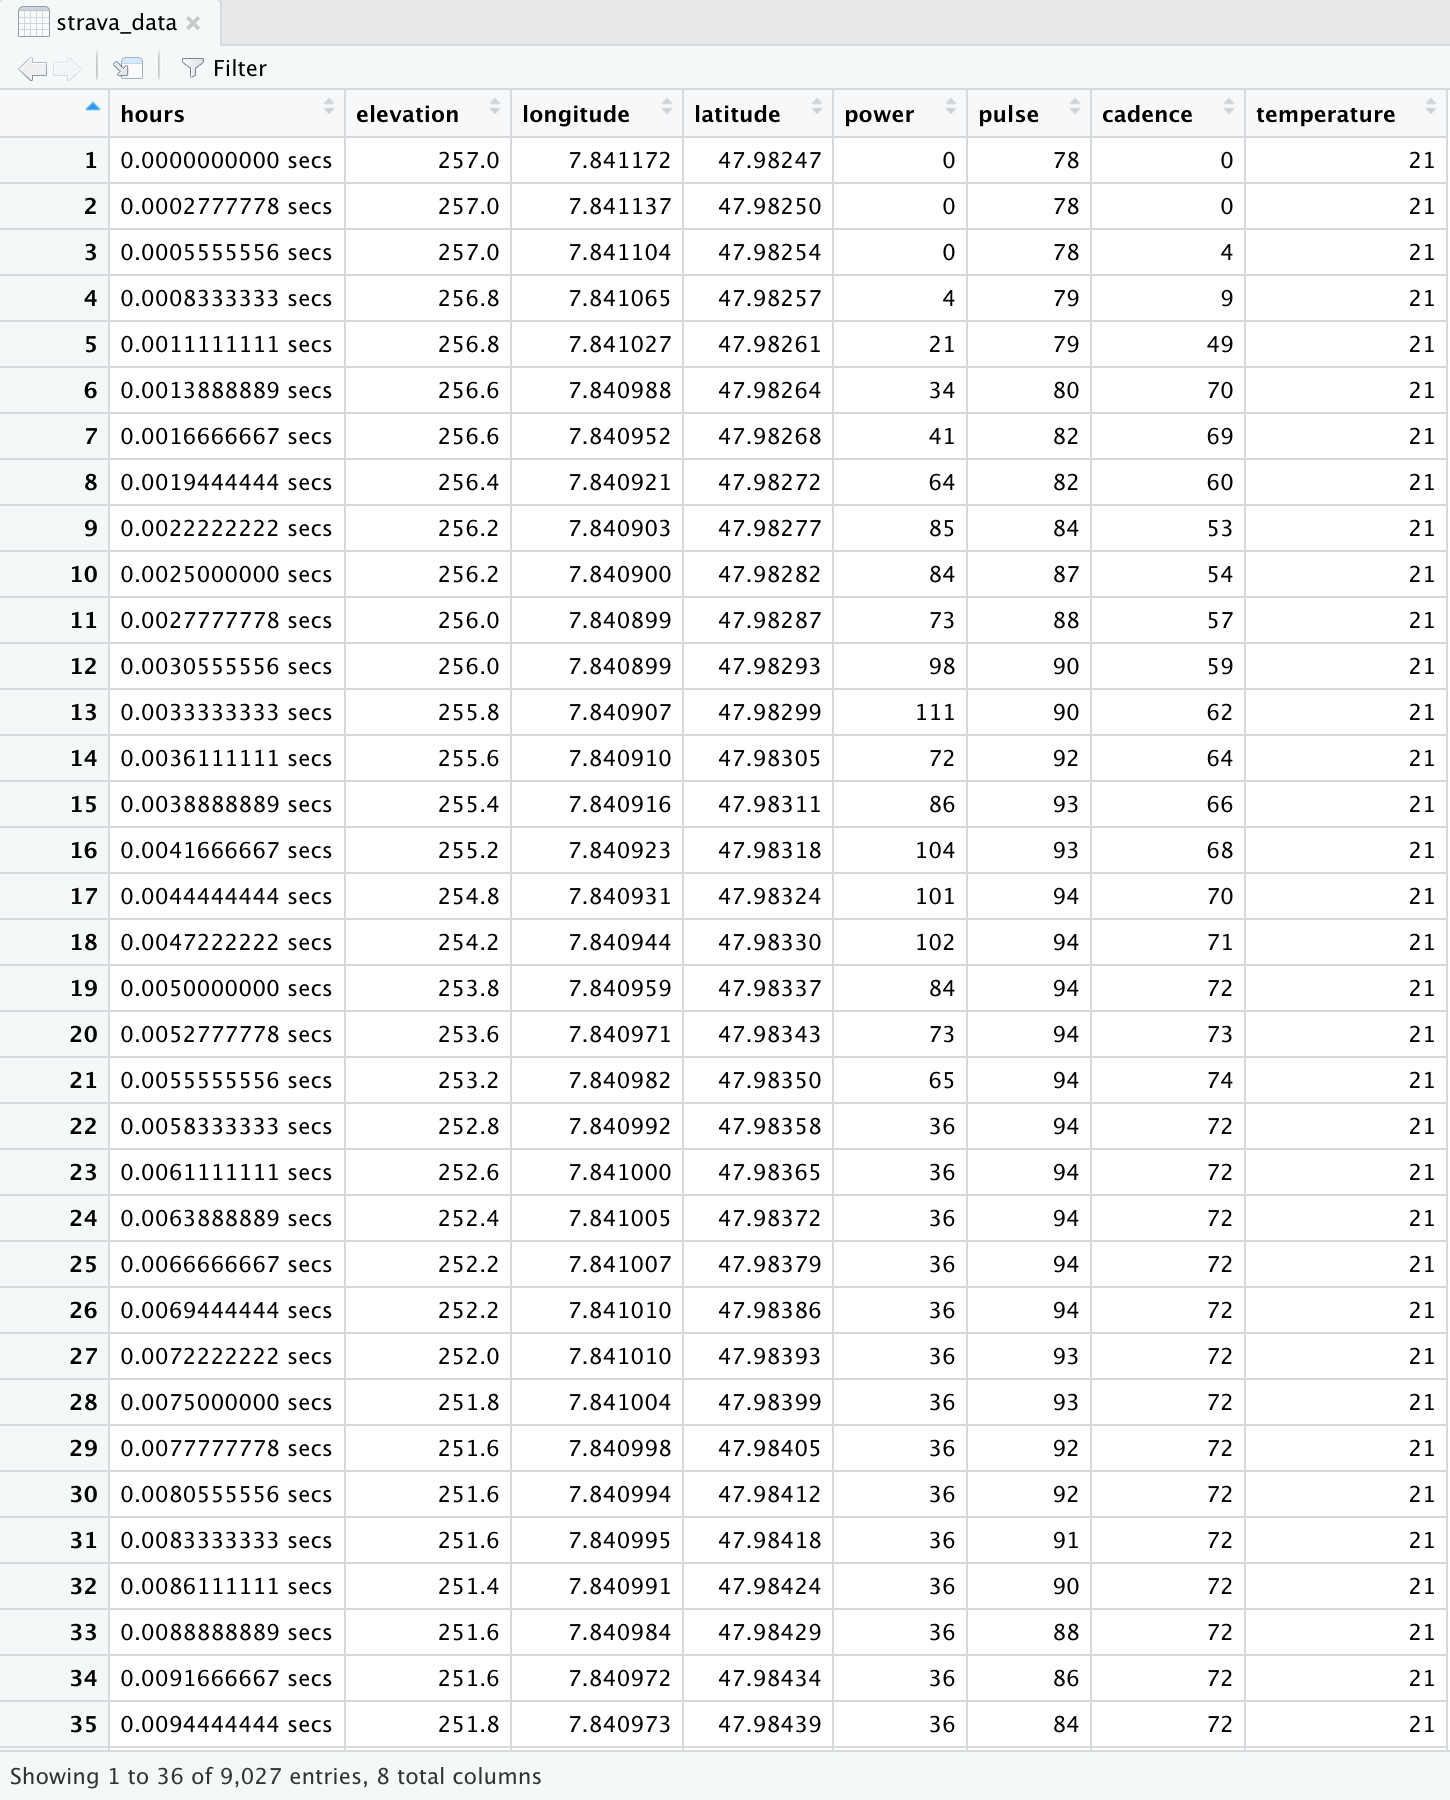 strava_data
Filter
hours elevation longitude latitude power pulse cadence temperature
1 0.0000000000 secs 257.0 7.841172 47.98247 0 78 0 21
2 0.0002777778 secs 257.0 7.841137 47.98250 0 78 0 21
3 0.0005555556 secs 257.0 7.841104 47.98254 0 78 4 21
4 0.0008333333 secs 256.8 7.841065 47.98257 4 79 9 21
5 0.0011111111 secs 256.8 7.841027 47.98261 21 79 49 21
6 0.0013888889 secs 256.6 7.840988 47.98264 34 80 70 21
7 0.0016666667 secs 256.6 7.840952 47.98268 41 82 69 21
8 0.0019444444 secs 256.4 7.840921 47.98272 64 82 60 21
9 0.0022222222 secs 256.2 7.840903 47.98277 85 84 53 21
10 0.0025000000 secs 256.2 7.840900 47.98282 84 87 54 21
11 0.0027777778 secs 256.0 7.840899 47.98287 73 88 57 21
12 0.0030555556 secs 256.0 7.840899 47.98293 98 90 59 21
13 0.0033333333 secs 255.8 7.840907 47.98299 111 90 62 21
14 0.0036111111 secs 255.6 7.840910 47.98305 72 92 64 21
15 0.0038888889 secs 255.4 7.840916 47.98311 86 93 66 21
16 0.0041666667 secs 255.2 7.840923 47.98318 104 93 68 21
17 0.0044444444 secs 254.8 7.840931 47.98324 101 94 70 21
18 0.0047222222 secs 254.2 7.840944 47.98330 102 94 71 21
19 0.0050000000 secs 253.8 7.840959 47.98337 84 94 72 21
20 0.0052777778 secs 253.6 7.840971 47.98343 73 94 73 21
21 0.0055555556 secs 253.2 7.840982 47.98350 65 94 74 21
22 0.0058333333 secs 252.8 7.840992 47.98358 36 94 72 21
23 0.0061111111 secs 252.6 7.841000 47.98365 36 94 72 21
24 0.0063888889 secs 252.4 7.841005 47.98372 36 94 72 21
25 0.0066666667 secs 252.2 7.841007 47.98379 36 94 72 21
26 0.0069444444 secs 252.2 7.841010 47.98386 36 94 72 21
27 0.0072222222 secs 252.0 7.841010 47.98393 36 93 72 21
28 0.0075000000 secs 251.8 7.841004 47.98399 36 93 72 21
29 0.0077777778 secs 251.6 7.840998 47.98405 36 92 72 21
30 0.0080555556 secs 251.6 7.840994 47.98412 36 92 72 21
31 0.0083333333 secs 251.6 7.840995 47.98418 36 91 72 21
32 0.0086111111 secs 251.4 7.840991 47.98424 36 90 72 21
33 0.0088888889 secs 251.6 7.840984 47.98429 36 88 72 21
34 0.0091666667 secs 251.6 7.840972 47.98434 36 86 72 21
35 0.0094444444 secs 251.8 7.840973 47.98439 36 84 72 21
Showing 1 to 36 of 9,027 entries, 8 total columns